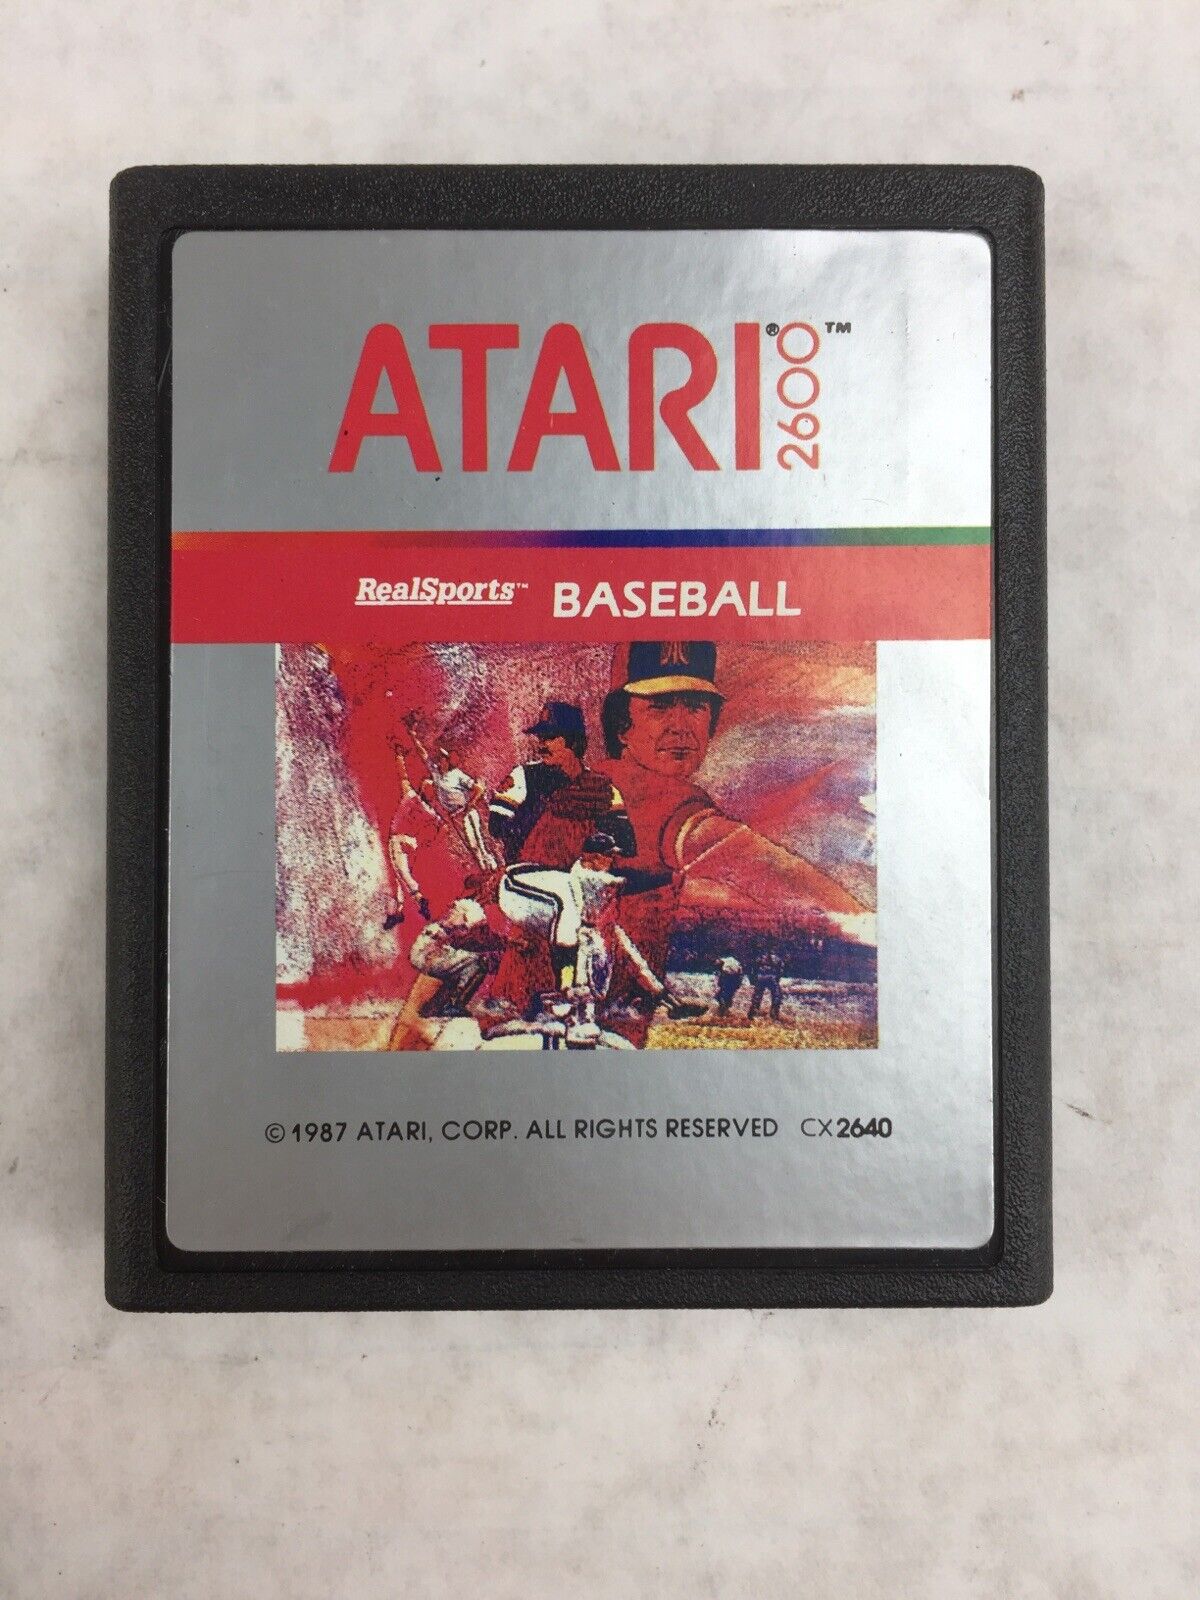 ATARI® 2600™
RealSports™ BASEBALL
© 1987 ATARI, CORP. ALL RIGHTS RESERVED CX2640